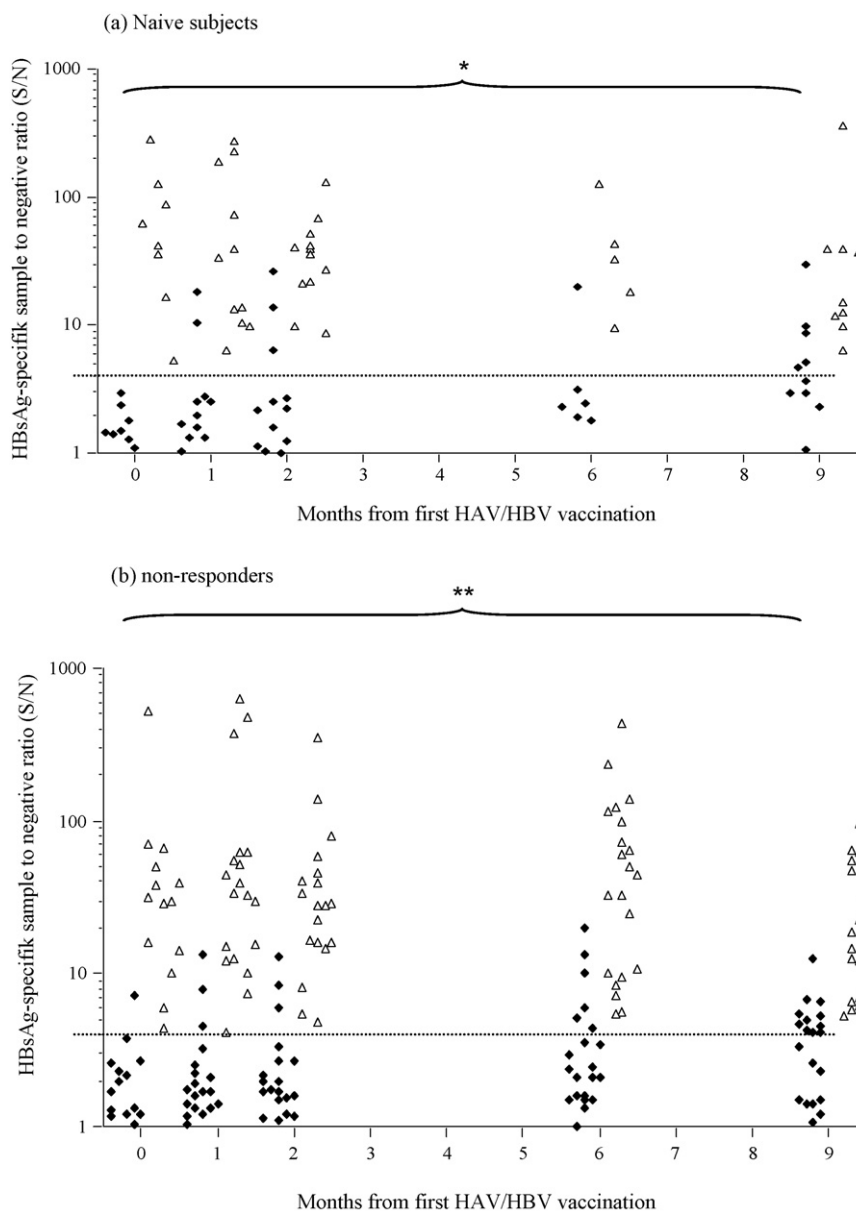 (a) Naive subjects
*
HBsAg-specifik sample to negative ratio (S/N)
1000
100
10
1
0 1 2 3 4 5 6 7 8 9
Months from first HAV/HBV vaccination
(b) non-responders
**
HBsAg-specifik sample to negative ratio (S/N)
1000
100
10
1
0 1 2 3 4 5 6 7 8 9
Months from first HAV/HBV vaccination